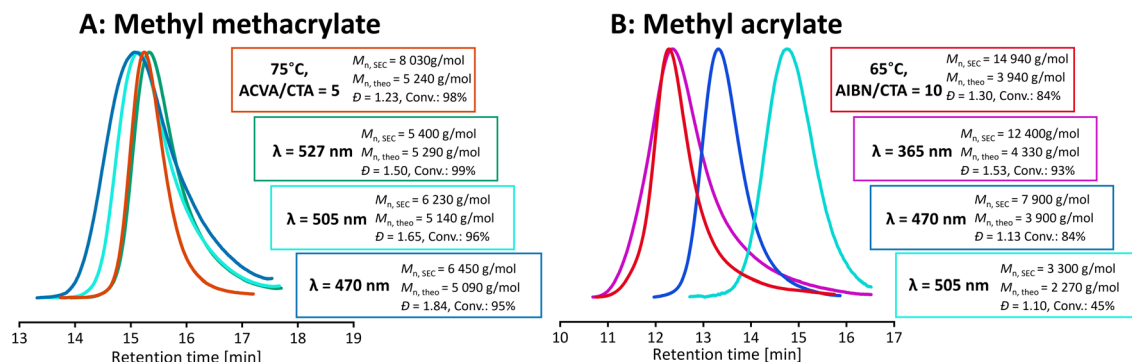 A: Methyl methacrylate
75°C,
ACVA/CTA = 5
Mn, SEC = 8 030g/mol
Mn, theo = 5 240 g/mol
Đ = 1.23, Conv.: 98%
λ = 527 nm
Mn, SEC = 5 400 g/mol
Mn, theo = 5 290 g/mol
Đ = 1.50, Conv.: 99%
λ = 505 nm
Mn, SEC = 6 230 g/mol
Mn, theo = 5 140 g/mol
Đ = 1.65, Conv.: 96%
λ = 470 nm
Mn, SEC = 6 450 g/mol
Mn, theo = 5 090 g/mol
Đ = 1.84, Conv.: 95%
13 14 15 16 17 18 19
Retention time [min]
B: Methyl acrylate
65°C,
AIBN/CTA = 10
Mn, SEC = 14 940 g/mol
Mn, theo = 3 940 g/mol
Đ = 1.30, Conv.: 84%
λ = 365 nm
Mn, SEC = 12 400g/mol
Mn, theo = 4 330 g/mol
Đ = 1.53, Conv.: 93%
λ = 470 nm
Mn, SEC = 7 900 g/mol
Mn, theo = 3 900 g/mol
Đ = 1.13 Conv.: 84%
λ = 505 nm
Mn, SEC = 3 300 g/mol
Mn, theo = 2 270 g/mol
Đ = 1.10, Conv.: 45%
10 11 12 13 14 15 16 17
Retention time [min]